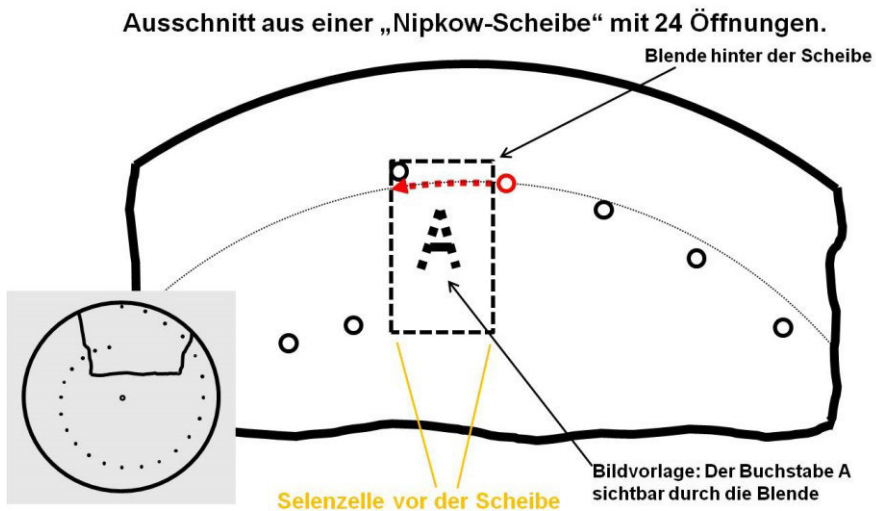 Ausschnitt aus einer „Nipkow-Scheibe“ mit 24 Öffnungen.
Blende hinter der Scheibe
A
Bildvorlage: Der Buchstabe A
sichtbar durch die Blende
Selenzelle vor der Scheibe